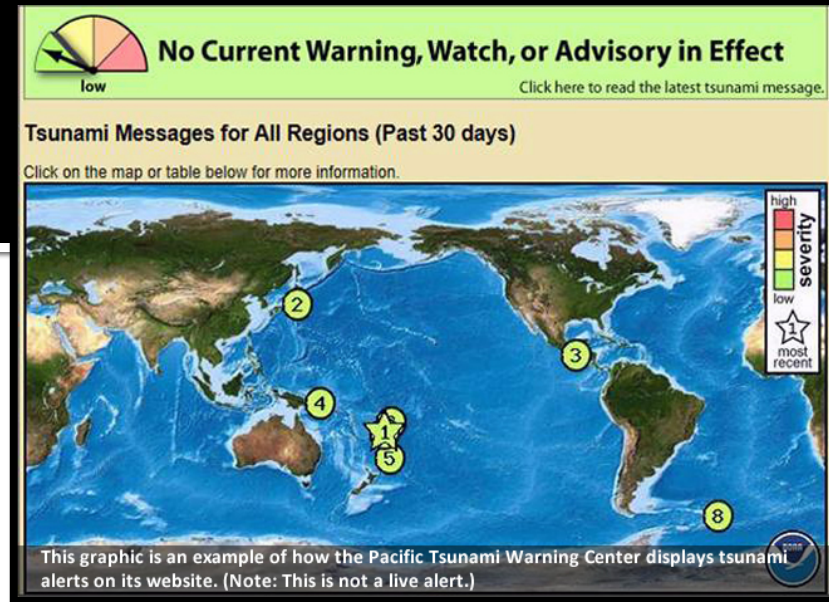 No Current Warning, Watch, or Advisory in Effect
low
Click here to read the latest tsunami message.
Tsunami Messages for All Regions (Past 30 days)
Click on the map or table below for more information.
high
severity
low
1
most
recent
2
3
4
1
5
8
This graphic is an example of how the Pacific Tsunami Warning Center displays tsunami
alerts on its website. (Note: This is not a live alert.)